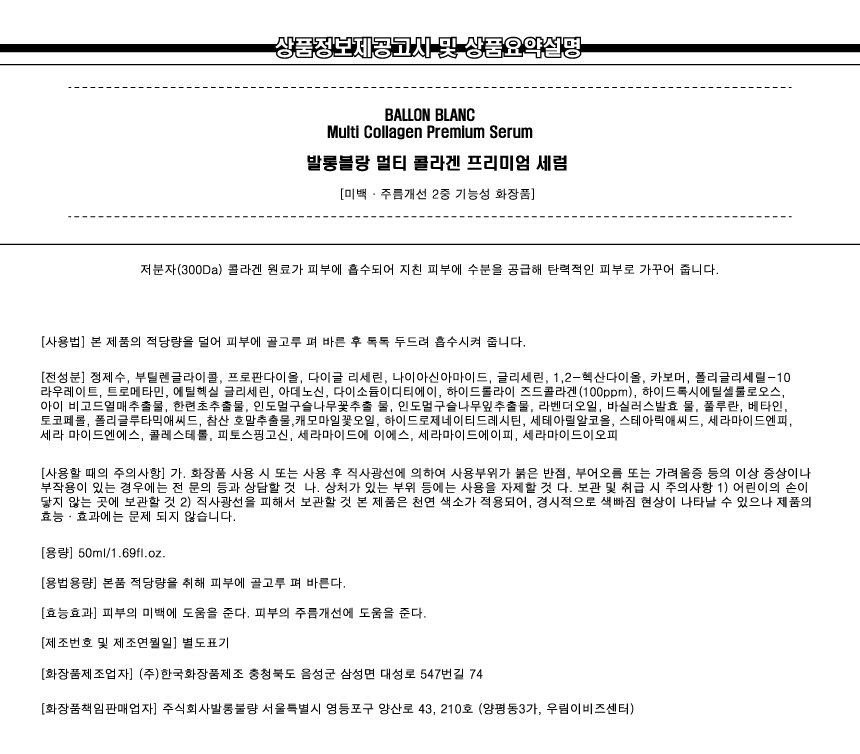 상품정보제공고시 및 상품요약설명
BALLON BLANC
Multi Collagen Premium Serum
발롱블랑 멀티 콜라겐 프리미엄 세럼
[미백 · 주름개선 2중 기능성 화장품]
저분자(300Da) 콜라겐 원료가 피부에 흡수되어 지친 피부에 수분을 공급해 탄력적인 피부로 가꾸어 줍니다.
[사용법] 본 제품의 적당량을 덜어 피부에 골고루 펴 바른 후 톡톡 두드려 흡수시켜 줍니다.
[전성분] 정제수, 부틸렌글라이콜, 프로판다이올, 다이글 리세린, 나이아신아마이드, 글리세린, 1,2-헥산다이올, 카보머, 폴리글리세릴-10
라우레이트, 트로메타민, 에틸헥실 글리세린, 아데노신, 다이소듐이디티에이, 하이드롤라이 즈드콜라겐(100ppm), 하이드록시에틸셀룰로오스,
아이 비고드열매추출물, 한련초추출물, 인도멀구슬나무꽃추출 물, 인도멀구슬나무잎추출물, 라벤더오일, 바실러스발효 물, 풀루란, 베타인,
토코페롤, 폴리글루타믹애씨드, 참산 호말추출물,캐모마일꽃오일, 하이드로제네이티드레시틴, 세테아릴알코올, 스테아릭애씨드, 세라마이드엔피,
세라 마이드엔에스, 콜레스테롤, 피토스핑고신, 세라마이드에 이에스, 세라마이드에이피, 세라마이드이오피
[사용할 때의 주의사항] 가. 화장품 사용 시 또는 사용 후 직사광선에 의하여 사용부위가 붉은 반점, 부어오름 또는 가려움증 등의 이상 증상이나
부작용이 있는 경우에는 전 문의 등과 상담할 것  나. 상처가 있는 부위 등에는 사용을 자제할 것 다. 보관 및 취급 시 주의사항 1) 어린이의 손이
닿지 않는 곳에 보관할 것 2) 직사광선을 피해서 보관할 것 본 제품은 천연 색소가 적용되어, 경시적으로 색빠짐 현상이 나타날 수 있으나 제품의
효능 · 효과에는 문제 되지 않습니다.
[용량] 50ml/1.69fl.oz.
[용법용량] 본품 적당량을 취해 피부에 골고루 펴 바른다.
[효능효과] 피부의 미백에 도움을 준다. 피부의 주름개선에 도움을 준다.
[제조번호 및 제조연월일] 별도표기
[화장품제조업자] (주)한국화장품제조 충청북도 음성군 삼성면 대성로 547번길 74
[화장품책임판매업자] 주식회사발롱불량 서울특별시 영등포구 양산로 43, 210호 (양평동3가, 우림이비즈센터)